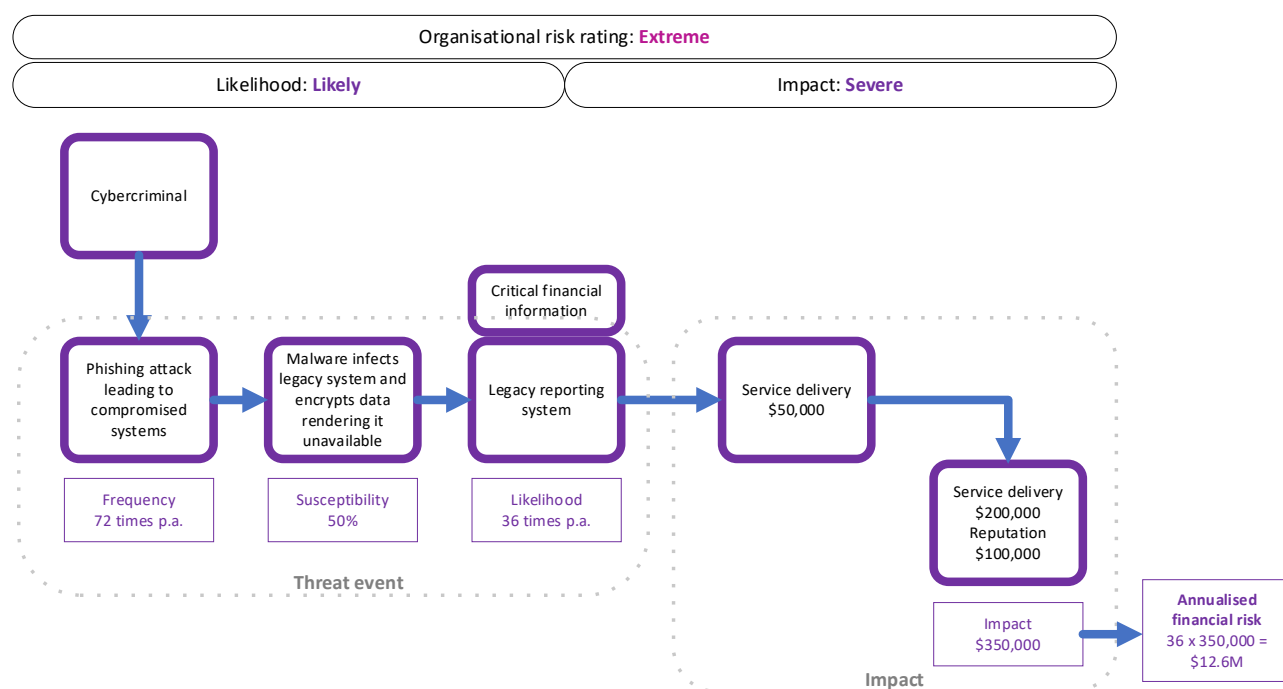 Organisational risk rating: Extreme
Likelihood: Likely
Impact: Severe
Cybercriminal
Critical financial
information
Phishing attack
leading to
compromised
systems
Malware infects
legacy system and
encrypts data
rendering it
unavailable
Legacy reporting
system
Service delivery
$50,000
Frequency
72 times p.a.
Susceptibility
50%
Likelihood
36 times p.a.
Service delivery
$200,000
Reputation
$100,000
Threat event
Impact
$350,000
Annualised
financial risk
36 x 350,000 =
$12.6M
Impact